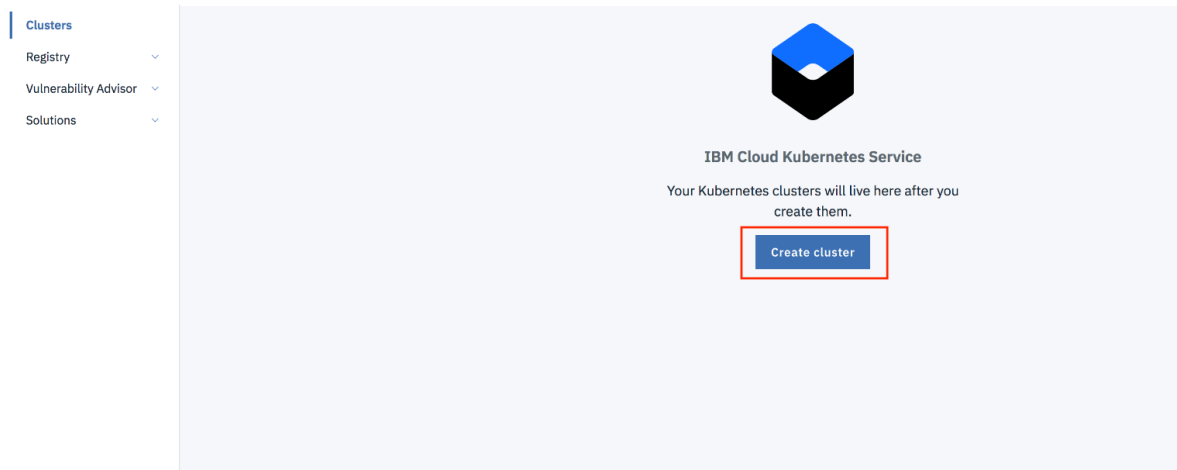 Clusters
Registry
Vulnerability Advisor
Solutions
IBM Cloud Kubernetes Service
Your Kubernetes clusters will live here after you
create them.
Create cluster